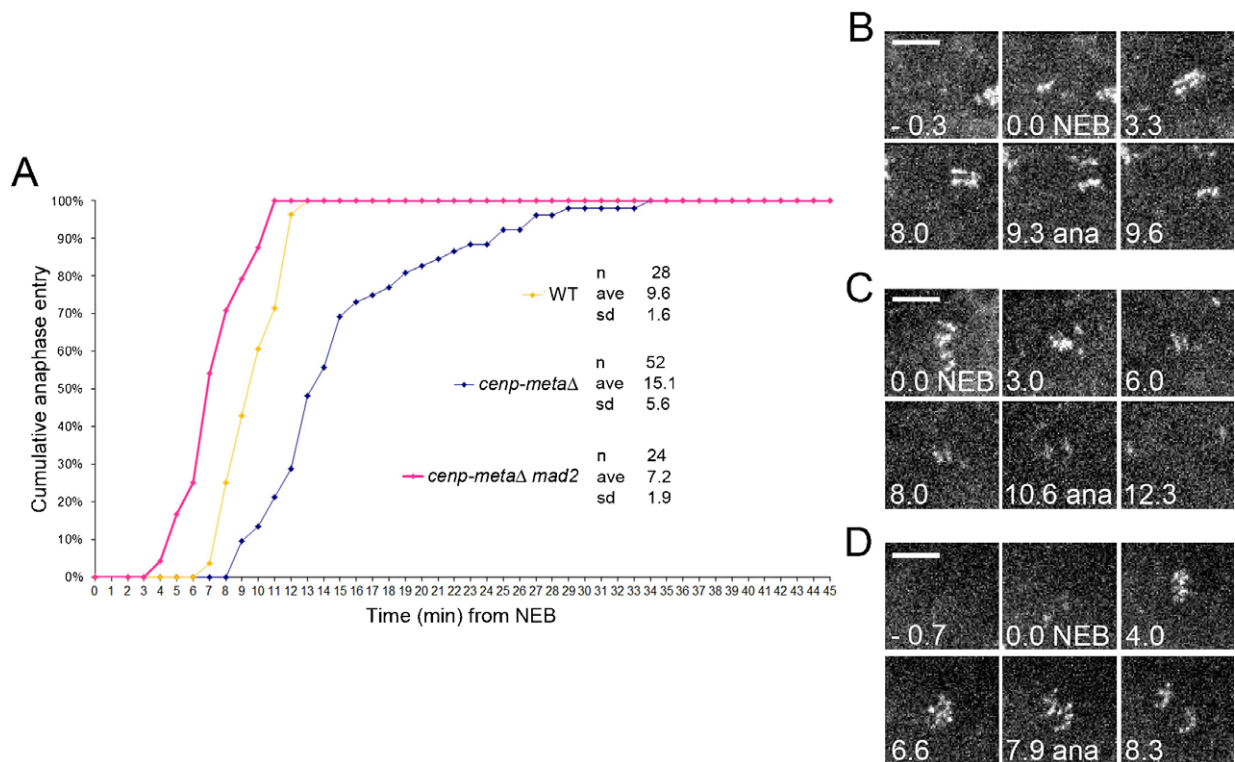 A
Cumulative anaphase entry
100%
90%
80%
70%
60%
50%
40%
30%
20%
10%
0%
0 1 2 3 4 5 6 7 8 9 10 11 12 13 14 15 16 17 18 19 20 21 22 23 24 25 26 27 28 29 30 31 32 33 34 35 36 37 38 39 40 41 42 43 44 45
Time (min) from NEB
WT
n 28
ave 9.6
sd 1.6
cenp-metaΔ
n 52
ave 15.1
sd 5.6
cenp-metaΔ mad2
n 24
ave 7.2
sd 1.9
B
- 0.3 0.0 NEB 3.3
8.0 9.3 ana 9.6
C
0.0 NEB 3.0 6.0
8.0 10.6 ana 12.3
D
- 0.7 0.0 NEB 4.0
6.6 7.9 ana 8.3